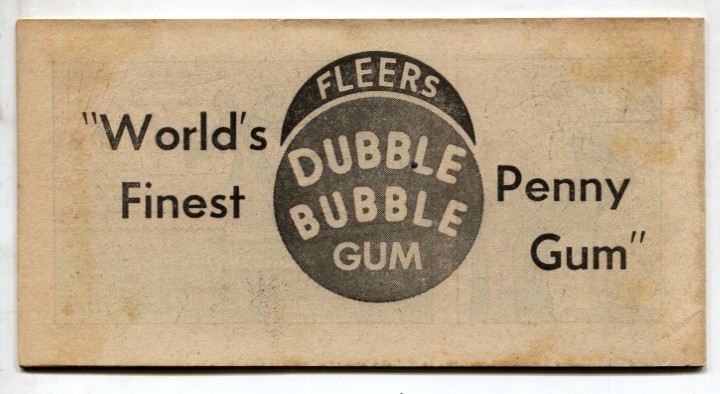 "World's
Finest
FLEERS
DUBBLE
BUBBLE
GUM
Penny
Gum"